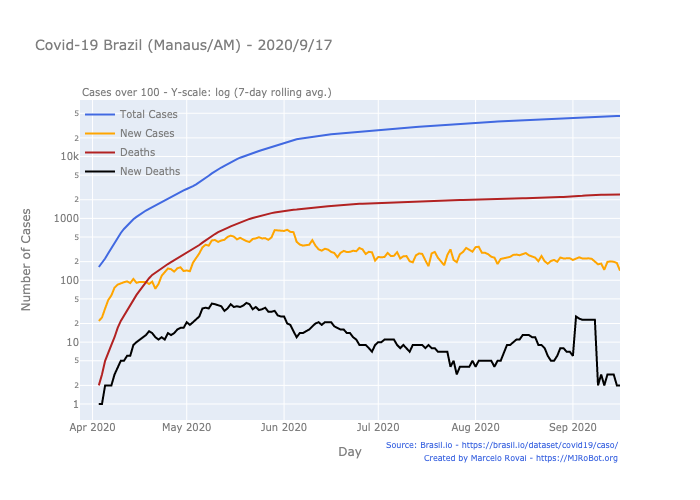 Covid-19 Brazil (Manaus/AM) - 2020/9/17
Cases over 100 - Y-scale: log (7-day rolling avg.)
Total Cases
New Cases
Deaths
New Deaths
5
2
10k
5
2
1000
5
2
100
5
2
10
5
2
1
Number of Cases
Apr 2020
May 2020
Jun 2020
Jul 2020
Aug 2020
Sep 2020
Day
Source: Brasil.io - https://brasil.io/dataset/covid19/caso/
Created by Marcelo Rovai - https://MJRoBot.org